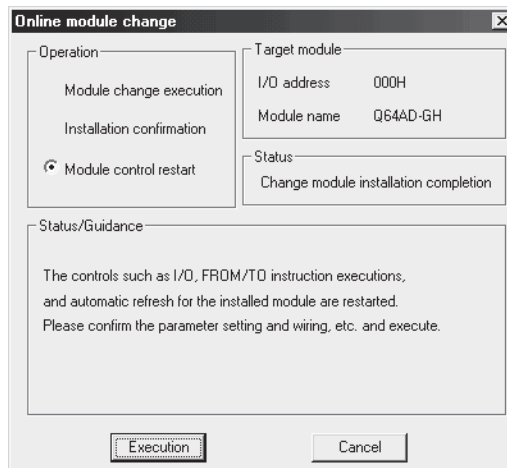 Online module change
Operation
Module change execution
Installation confirmation
Module control restart
Target module
I/O address 000H
Module name Q64AD-GH
Status
Change module installation completion
Status/Guidance
The controls such as I/O, FROM/TO instruction executions,
and automatic refresh for the installed module are restarted.
Please confirm the parameter setting and wiring, etc. and execute.
Execution
Cancel